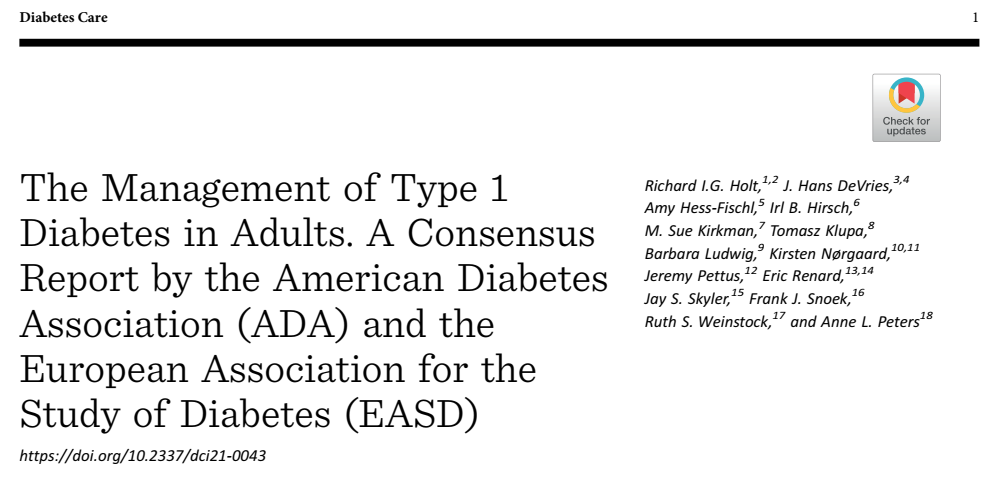 Diabetes Care
1
Check for
updates
The Management of Type 1
Diabetes in Adults. A Consensus
Report by the American Diabetes
Association (ADA) and the
European Association for the
Study of Diabetes (EASD)
https://doi.org/10.2337/dci21-0043
Richard I.G. Holt,1,2 J. Hans DeVries,3,4
Amy Hess-Fischl,5 Irl B. Hirsch,6
M. Sue Kirkman,7 Tomasz Klupa,8
Barbara Ludwig,9 Kirsten Nørgaard,10,11
Jeremy Pettus,12 Eric Renard,13,14
Jay S. Skyler,15 Frank J. Snoek,16
Ruth S. Weinstock,17 and Anne L. Peters18